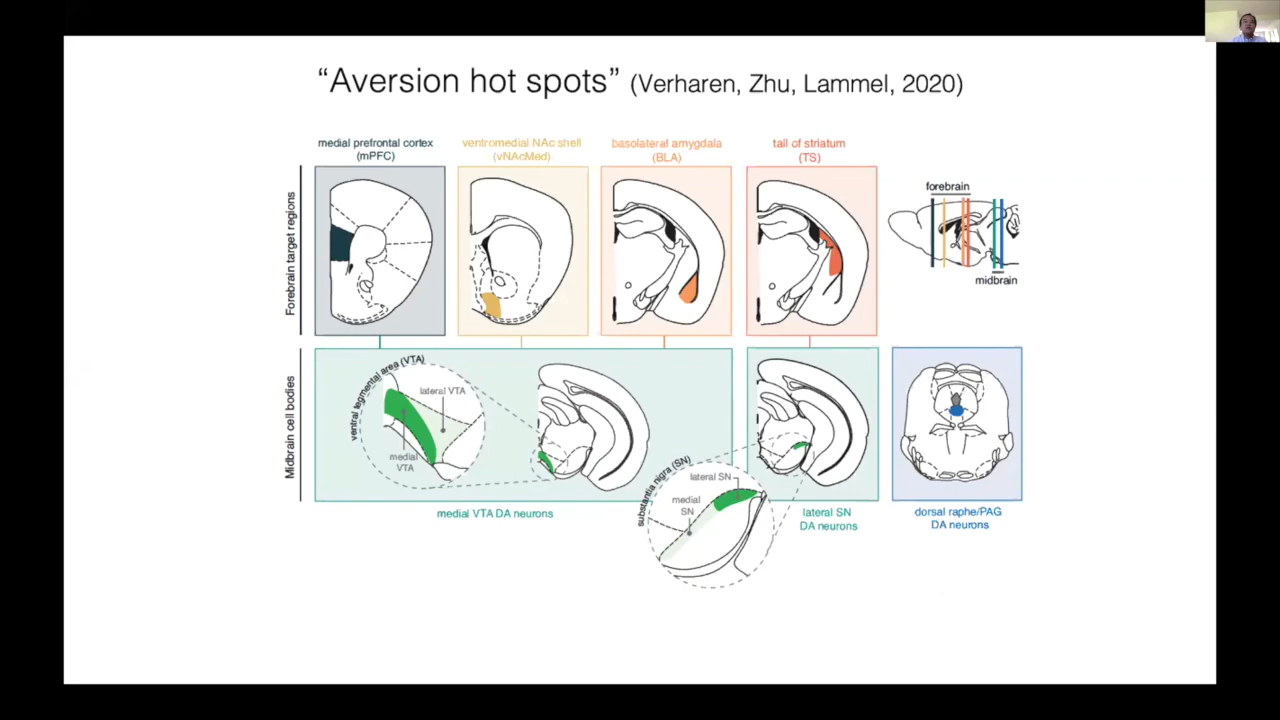 “Aversion hot spots” (Verharen, Zhu, Lammel, 2020)
medial prefrontal cortex
(mPFC)
ventromedial NAc shell
(vNAcMed)
basolateral amygdala
(BLA)
tail of striatum
(TS)
Forebrain target regions
forebrain
midbrain
Midbrain cell bodies
ventral tegmental area (VTA)
lateral VTA
medial
VTA
medial VTA DA neurons
substantia nigra (SN)
lateral SN
medial
SN
lateral SN
DA neurons
dorsal raphe/PAG
DA neurons